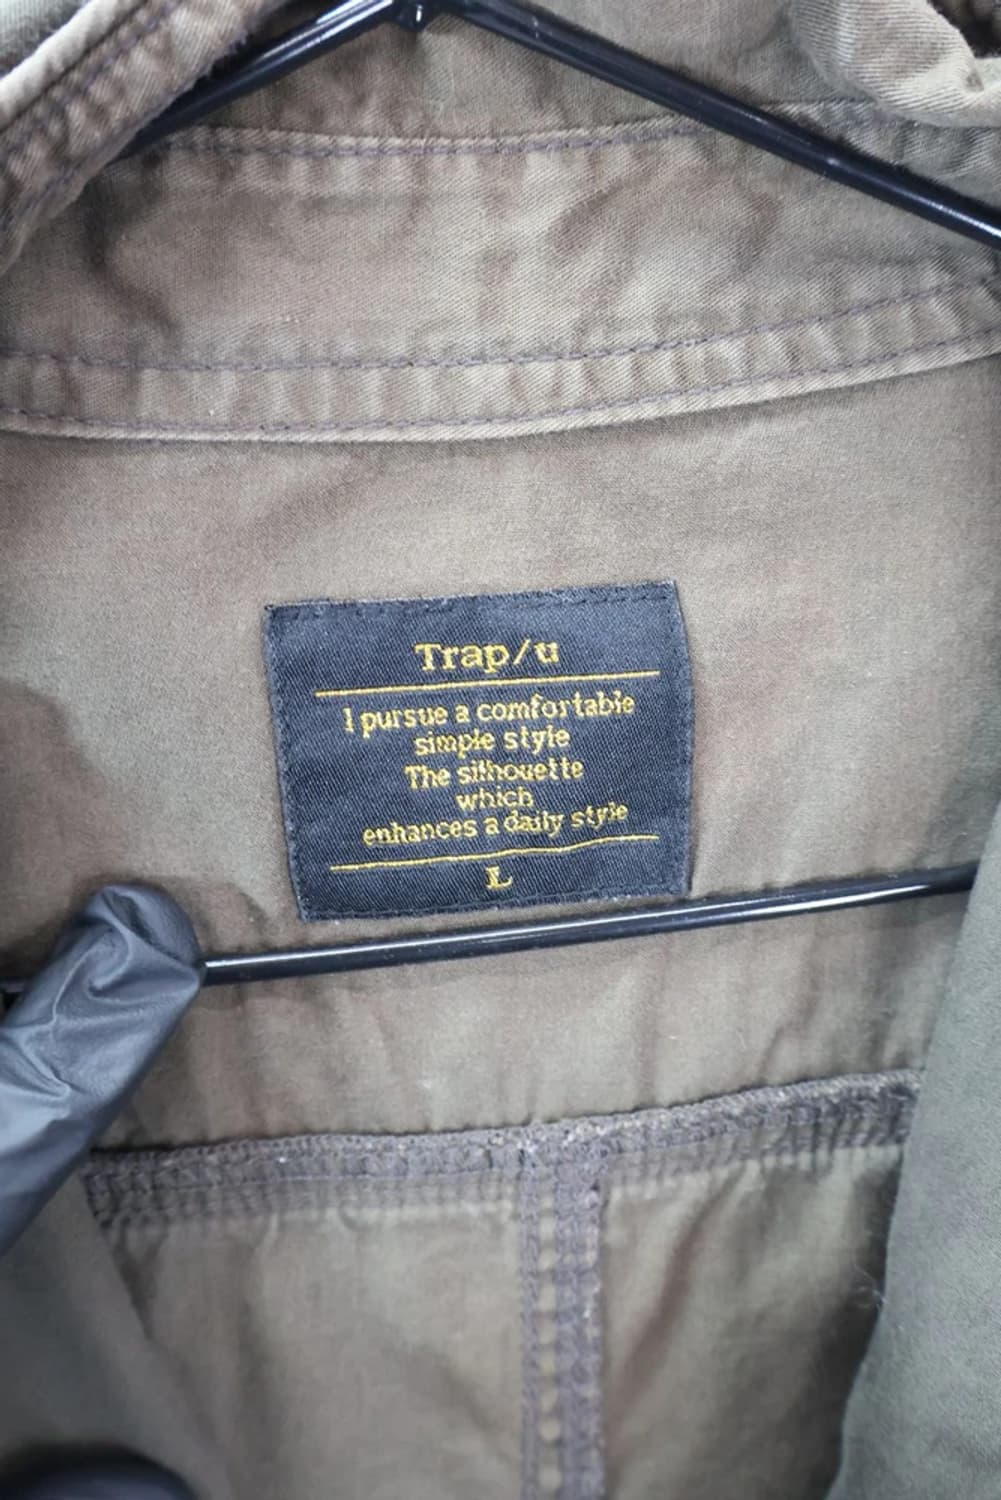 Trap/u
I pursue a comfortable
simple style
The silhouette
which
enhances a daily style
L